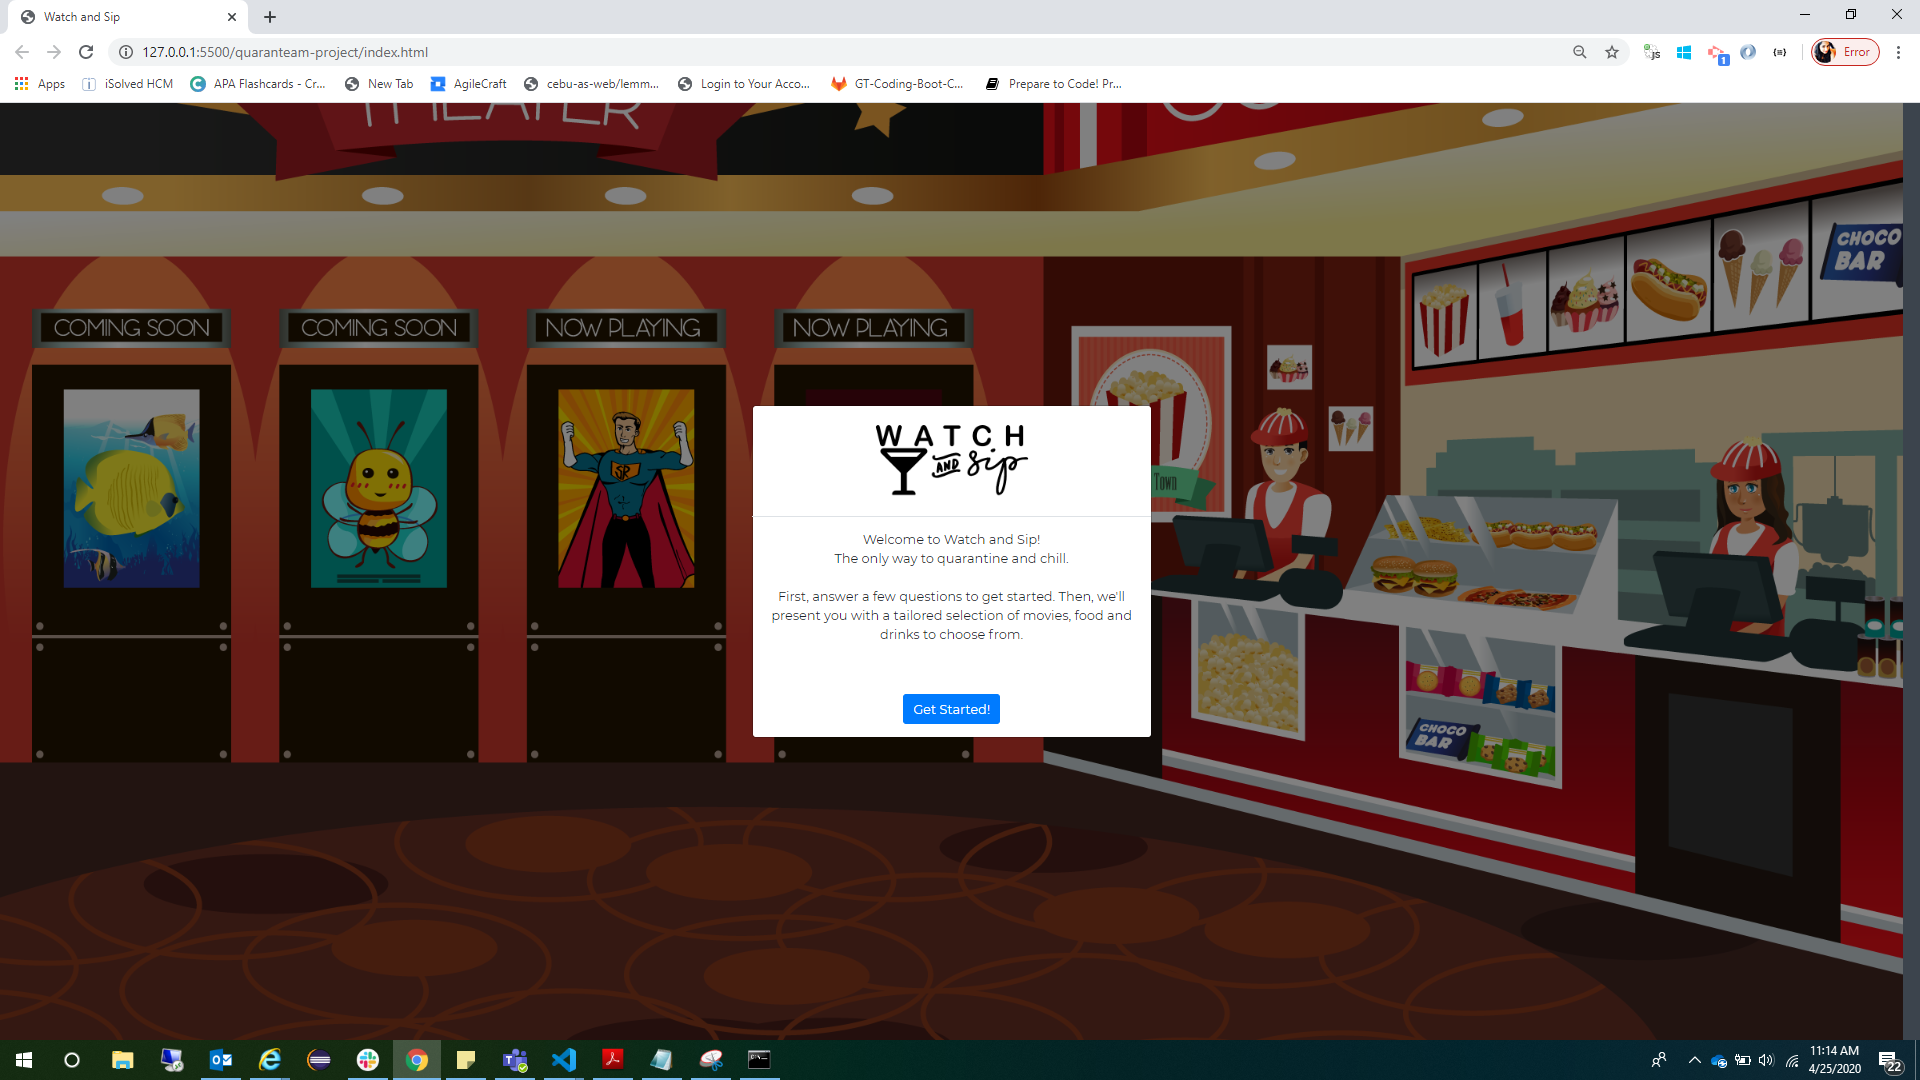 Watch and Sip
127.0.0.1:5500/quaranteam-project/index.html
Error
Apps
iSolved HCM
APA Flashcards - Cr...
New Tab
AgileCraft
cebu-as-web/lemm...
Login to Your Acco...
GT-Coding-Boot-C...
Prepare to Code! Pr...
THEATER
CHOCO
BAR
COMING SOON
COMING SOON
NOW PLAYING
NOW PLAYING
SR
Town
WATCH
AND Sip
Welcome to Watch and Sip!
The only way to quarantine and chill.
First, answer a few questions to get started. Then, we'll
present you with a tailored selection of movies, food and
drinks to choose from.
Get Started!
CHOCO
BAR
11:14 AM
4/25/2020
22